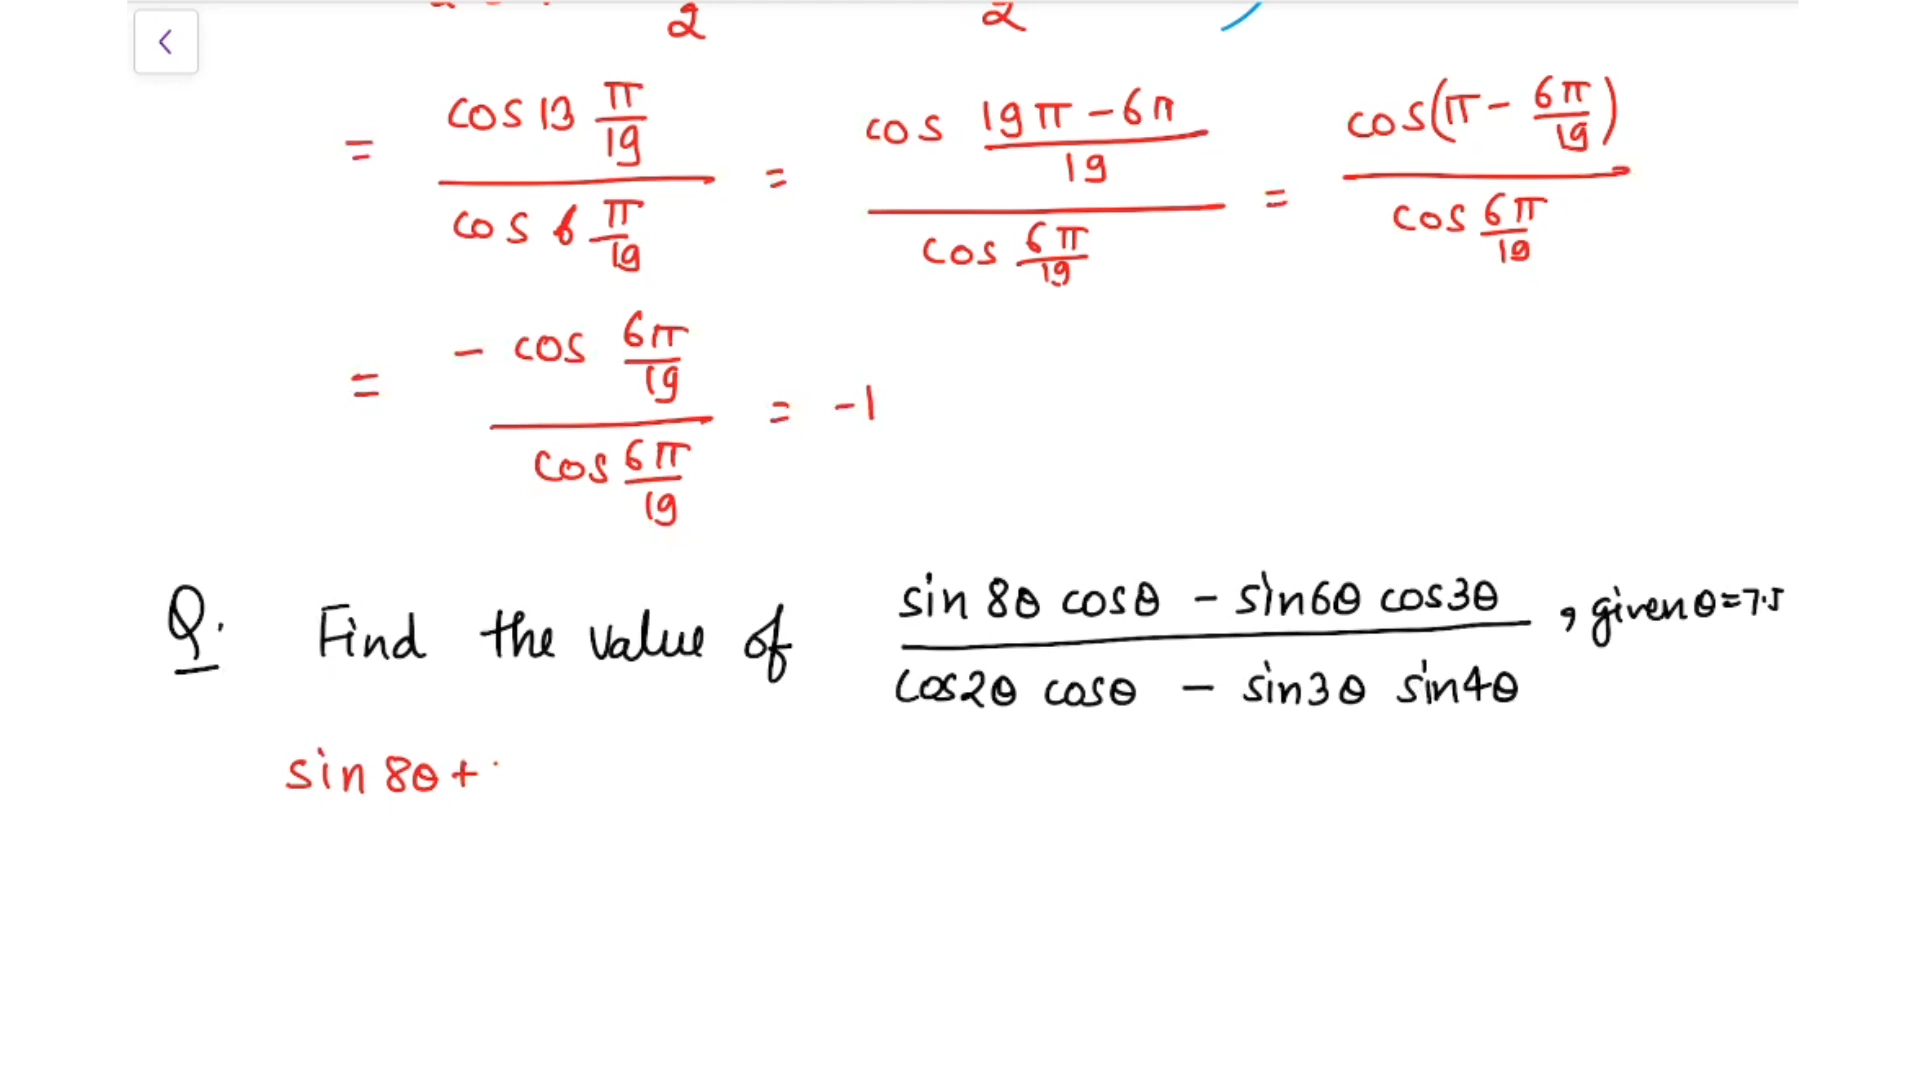 2 2
= cos 13 π/19 / cos 6 π/19 = cos 19π - 6π/19 / cos 6π/19 = cos(π - 6π/19) / cos 6π/19
= - cos 6π/19 / cos 6π/19 = -1
Q. Find the value of sin 8θ cosθ - sin6θ cos3θ / cos2θ cosθ - sin3θ sin4θ , given θ=7.5
sin 8θ +